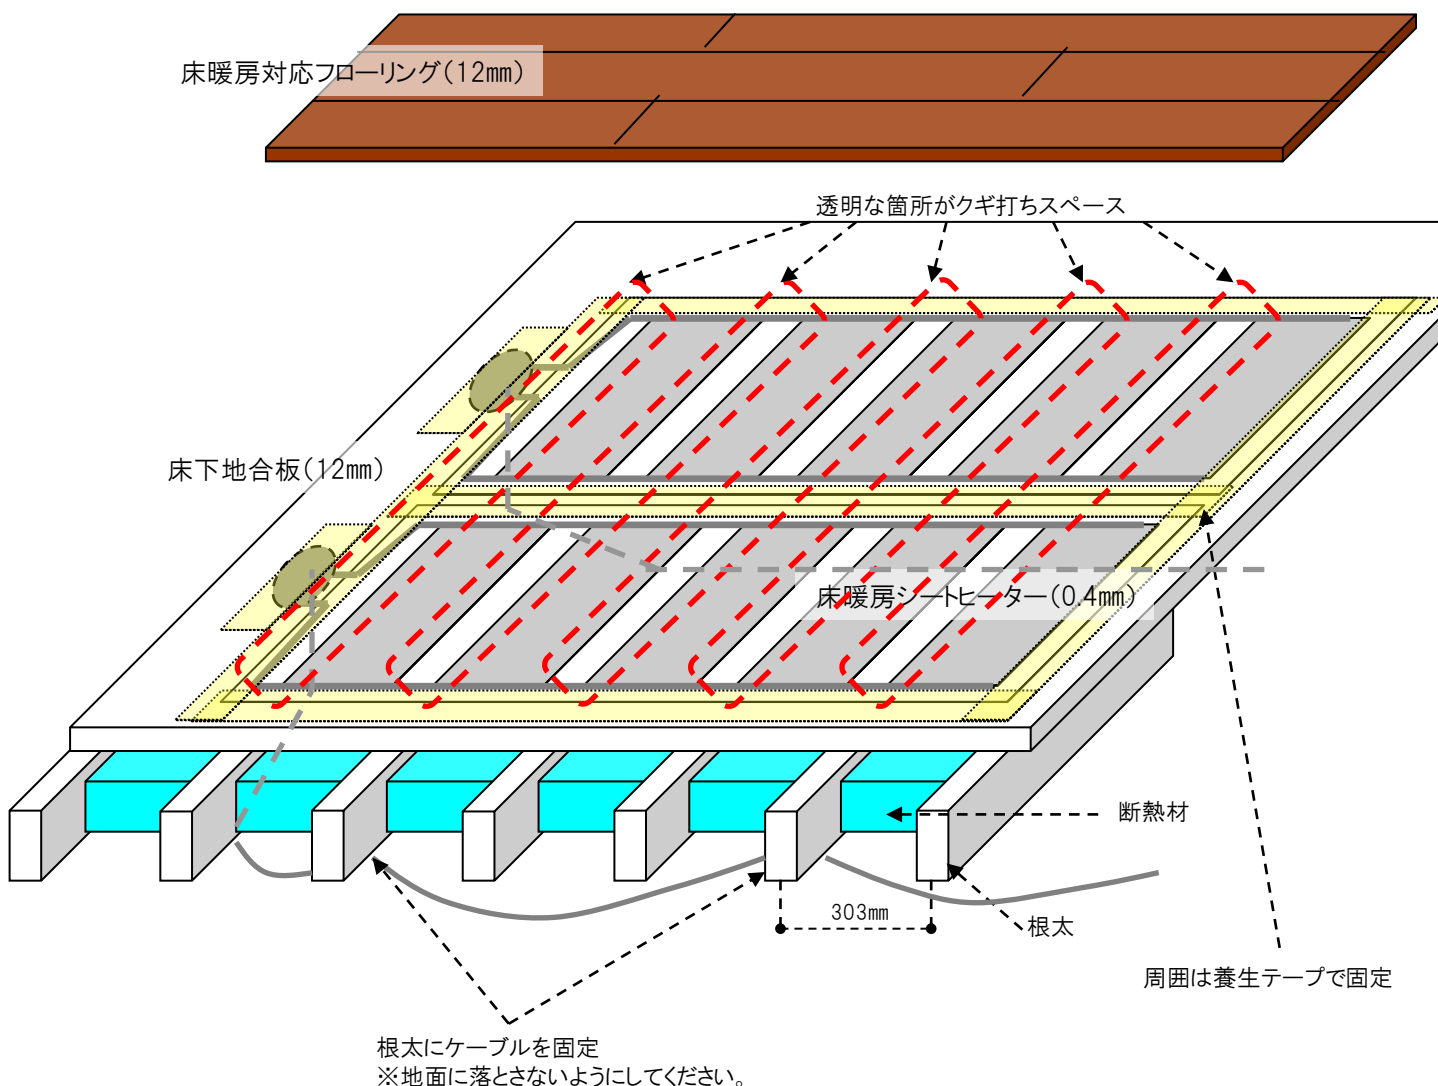 床暖房対応フローリング(12mm)
透明な箇所がクギ打ちスペース
床下地合板(12mm)
床暖房シートヒーター(0.4mm)
断熱材
303mm
根太
周囲は養生テープで固定
根太にケーブルを固定
※地面に落とさないようにしてください。